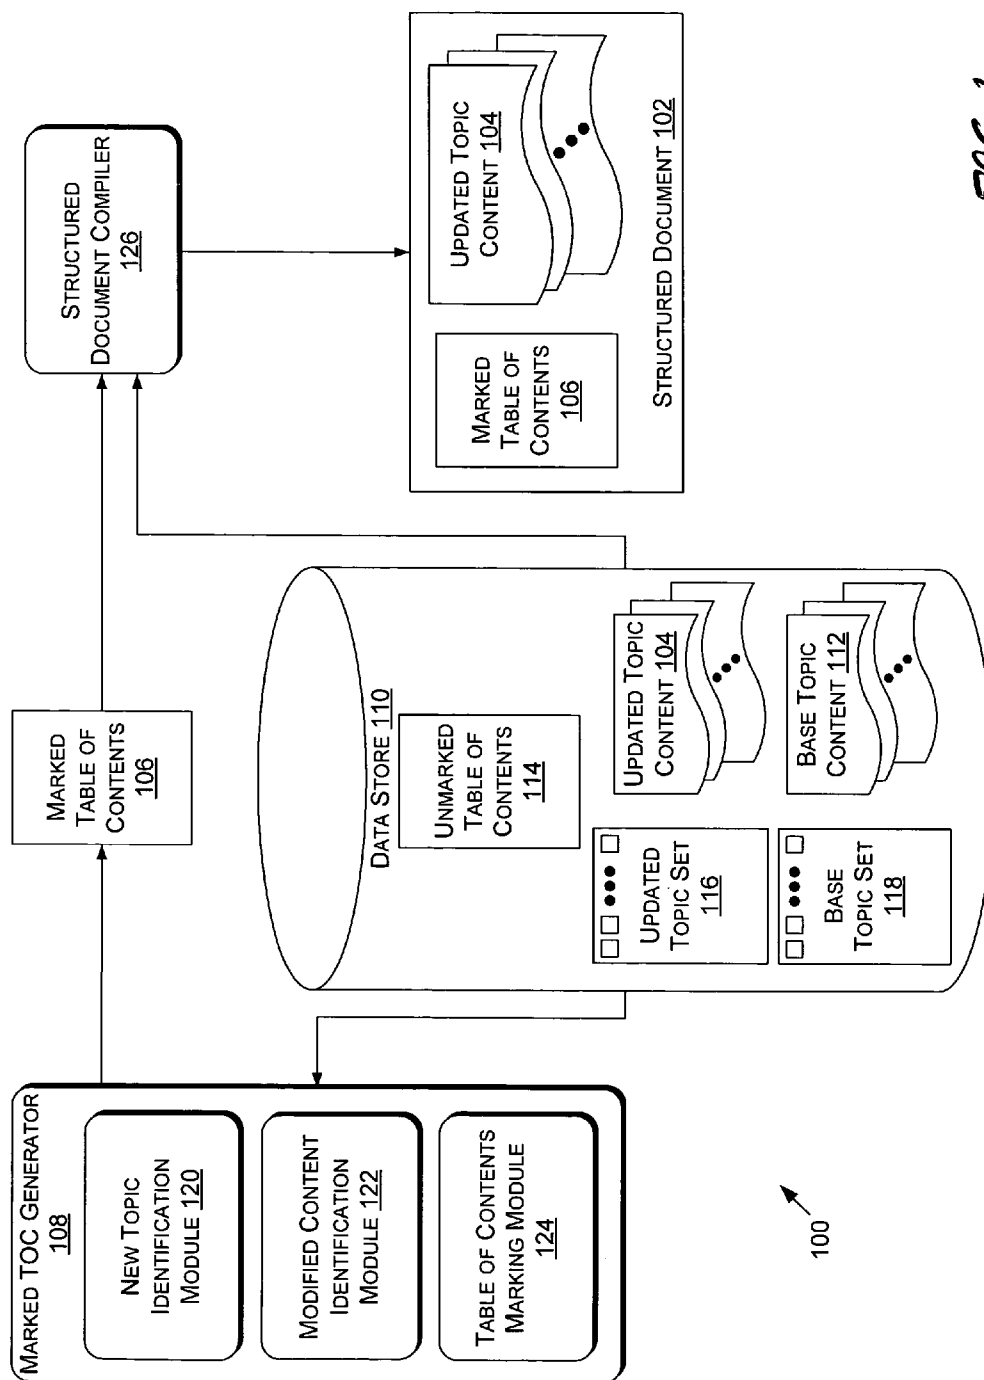 MARKED TOC GENERATOR
108
NEW TOPIC
IDENTIFICATION
MODULE 120
MODIFIED CONTENT
IDENTIFICATION
MODULE 122
TABLE OF CONTENTS
MARKING MODULE
124
100
MARKED
TABLE OF
CONTENTS
106
DATA STORE 110
UNMARKED
TABLE OF
CONTENTS
114
UPDATED
TOPIC SET
116
BASE
TOPIC SET
118
UPDATED TOPIC
CONTENT 104
BASE TOPIC
CONTENT 112
STRUCTURED
DOCUMENT COMPILER
126
MARKED
TABLE OF
CONTENTS
106
UPDATED TOPIC
CONTENT 104
STRUCTURED DOCUMENT 102
FIG. 1